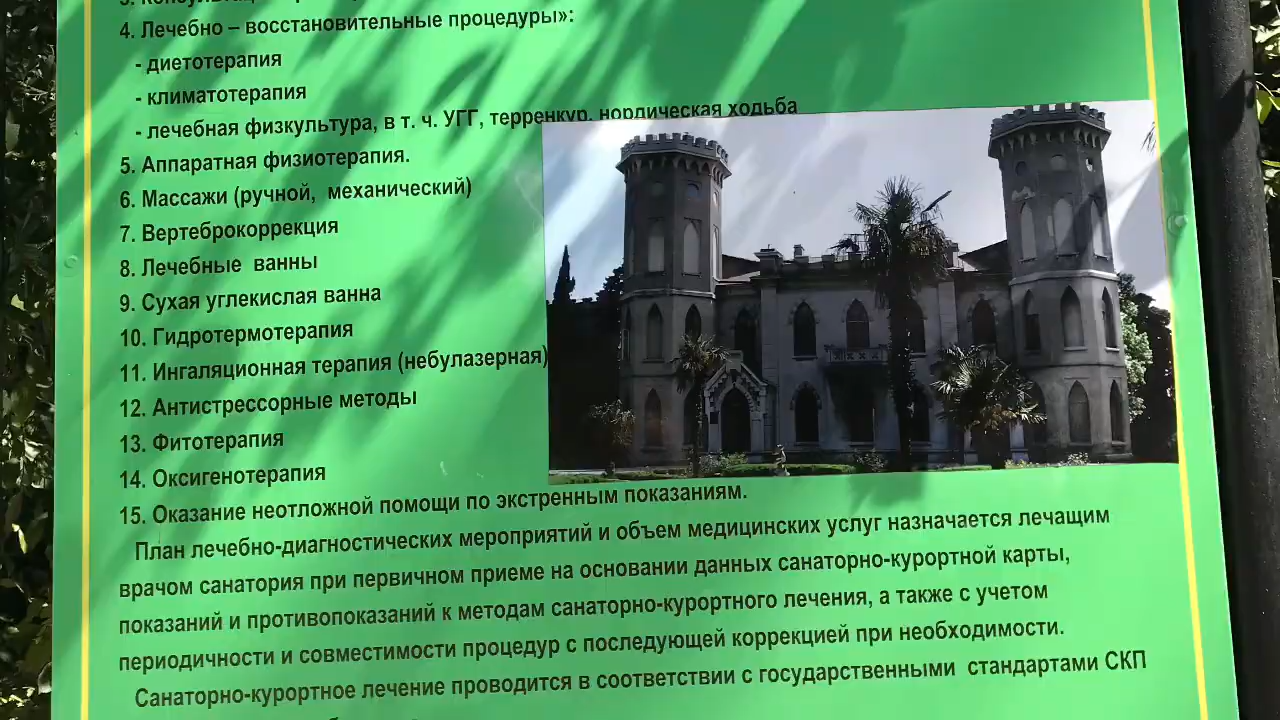 4. Лечебно – восстановительные процедуры»:
- диетотерапия
- климатотерапия
- лечебная физкультура, в т. ч. УГГ, терренкур, нордическая ходьба
5. Аппаратная физиотерапия.
6. Массажи (ручной, механический)
7. Вертеброкоррекция
8. Лечебные ванны
9. Сухая углекислая ванна
10. Гидротермотерапия
11. Ингаляционная терапия (небулазерная)
12. Антистрессорные методы
13. Фитотерапия
14. Оксигенотерапия
15. Оказание неотложной помощи по экстренным показаниям.
План лечебно-диагностических мероприятий и объем медицинских услуг назначается лечащим
врачом санатория при первичном приеме на основании данных санаторно-курортной карты,
показаний и противопоказаний к методам санаторно-курортного лечения, а также с учетом
периодичности и совместимости процедур с последующей коррекцией при необходимости.
Санаторно-курортное лечение проводится в соответствии с государственными стандартами СКП